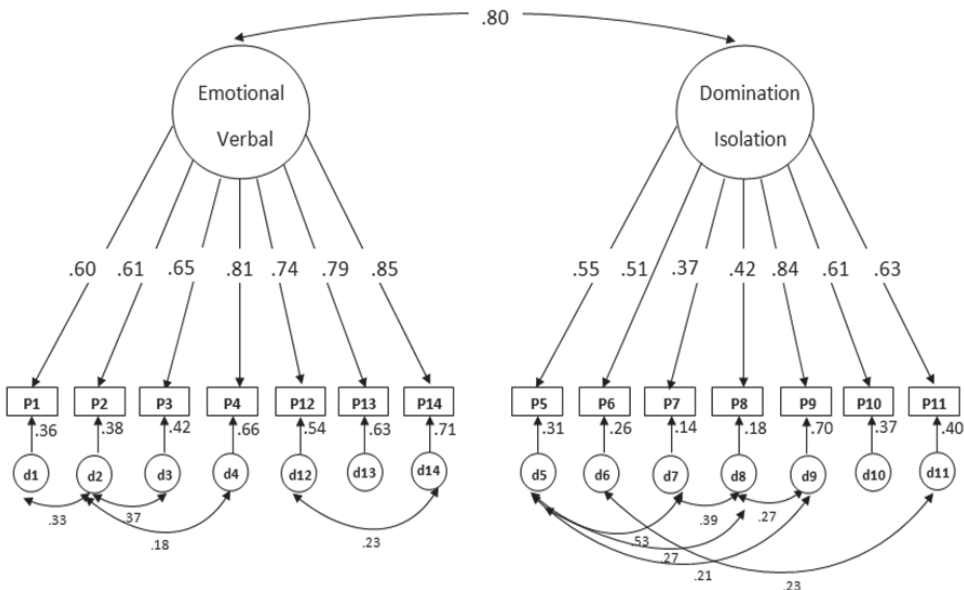 .80
Emotional
Verbal
Domination
Isolation
.60 .61 .65 .81 .74 .79 .85
.55 .51 .37 .42 .84 .61 .63
P1 P2 P3 P4 P12 P13 P14
P5 P6 P7 P8 P9 P10 P11
.36 .38 .42 .66 .54 .63 .71
.31 .26 .14 .18 .70 .37 .40
d1 d2 d3 d4 d12 d13 d14
d5 d6 d7 d8 d9 d10 d11
.33 .37
.18
.23
.39 .27
.53
.27
.21
.23